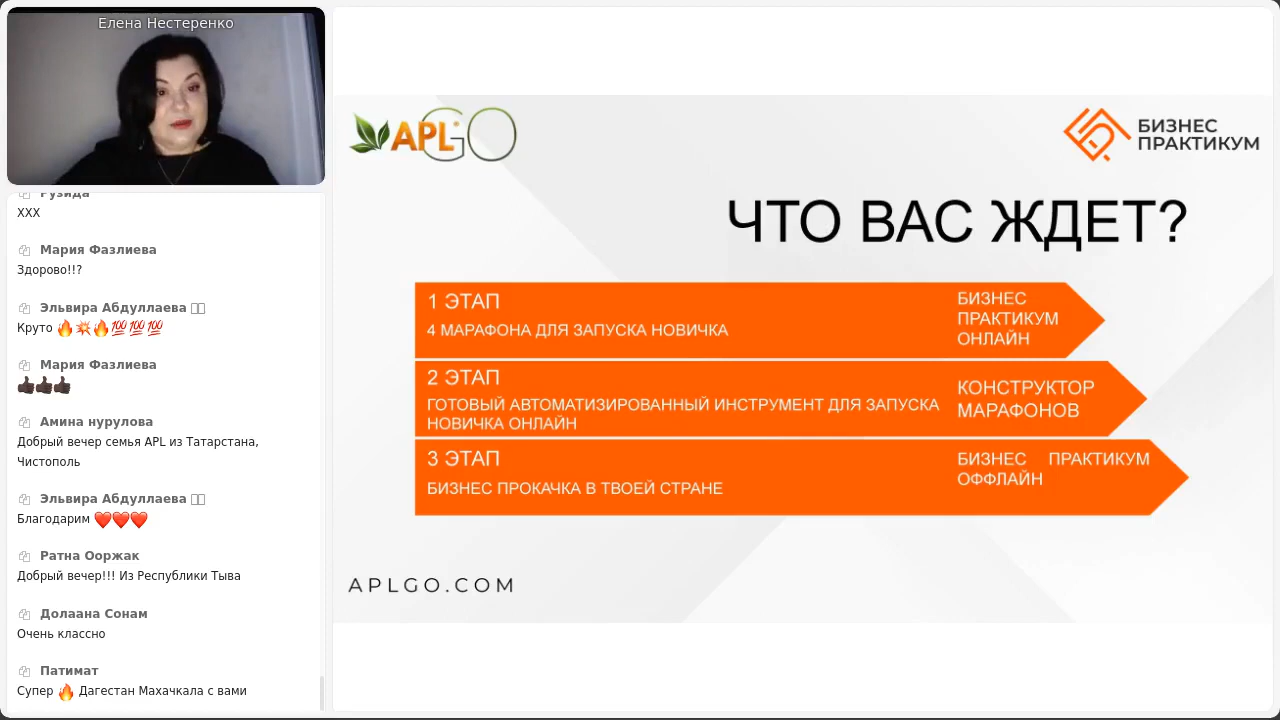 Елена Нестеренко
Рузида
XXX
Мария Фазлиева
Здорово!!?
Эльвира Абдуллаева
Круто 🔥💥🔥💯💯💯
Мария Фазлиева
👍🏿👍🏿👍🏿
Амина нурулова
Добрый вечер семья APL из Татарстана,
Чистополь
Эльвира Абдуллаева
Благодарим ❤️❤️❤️
Ратна Ооржак
Добрый вечер!!! Из Республики Тыва
Долаана Сонам
Очень классно
Патимат
Супер 🔥 Дагестан Махачкала с вами
APLGO
БИЗНЕС
ПРАКТИКУМ
ЧТО ВАС ЖДЕТ?
1 ЭТАП
4 МАРАФОНА ДЛЯ ЗАПУСКА НОВИЧКА
БИЗНЕС
ПРАКТИКУМ
ОНЛАЙН
2 ЭТАП
ГОТОВЫЙ АВТОМАТИЗИРОВАННЫЙ ИНСТРУМЕНТ ДЛЯ ЗАПУСКА
НОВИЧКА ОНЛАЙН
КОНСТРУКТОР
МАРАФОНОВ
3 ЭТАП
БИЗНЕС ПРОКАЧКА В ТВОЕЙ СТРАНЕ
БИЗНЕС ПРАКТИКУМ
ОФФЛАЙН
APLGO.COM